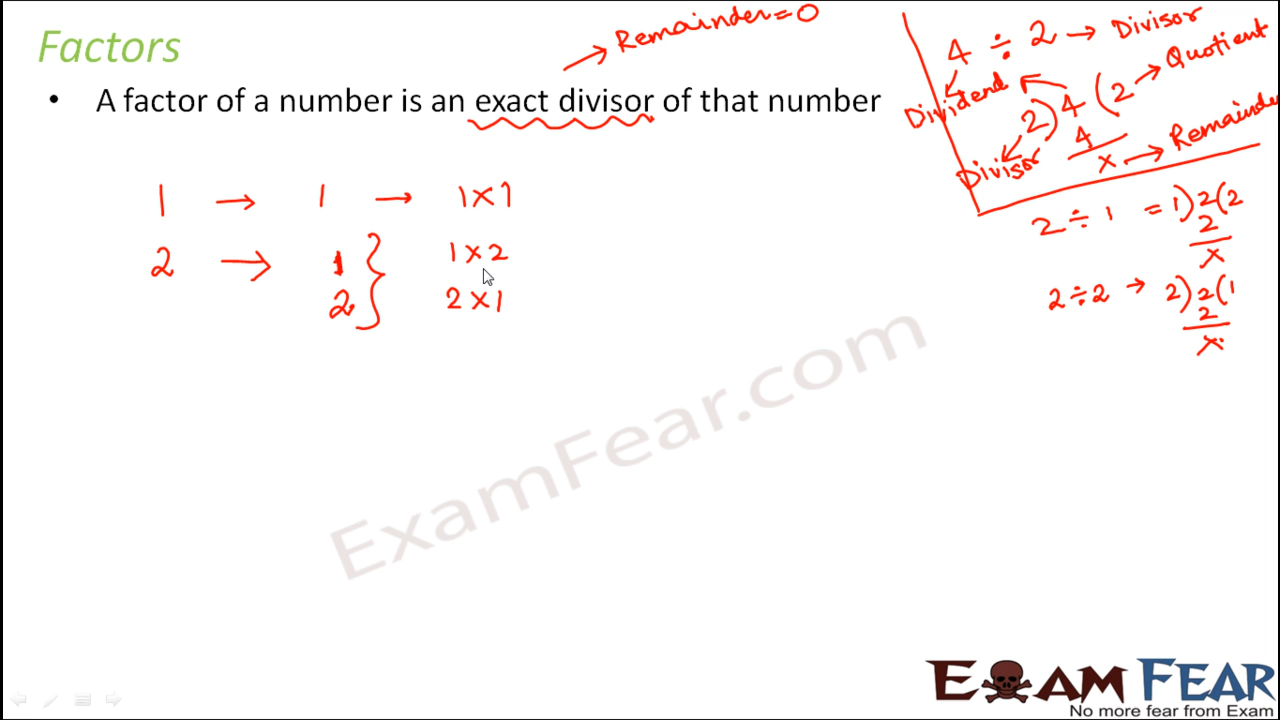 Factors
→ Remainder = 0
• A factor of a number is an exact divisor of that number
1 → 1 → 1 × 1
2 → 1 } 1 × 2
2 2 × 1
4 ÷ 2 → Divisor
Dividend
2) 4 (2 → Quotient
4
Divisor x → Remainder
2 ÷ 1 = 1) 2 (2
2
x
2 ÷ 2 → 2) 2 (1
2
x
ExamFear.com
EXAM FEAR
No more fear from Exam